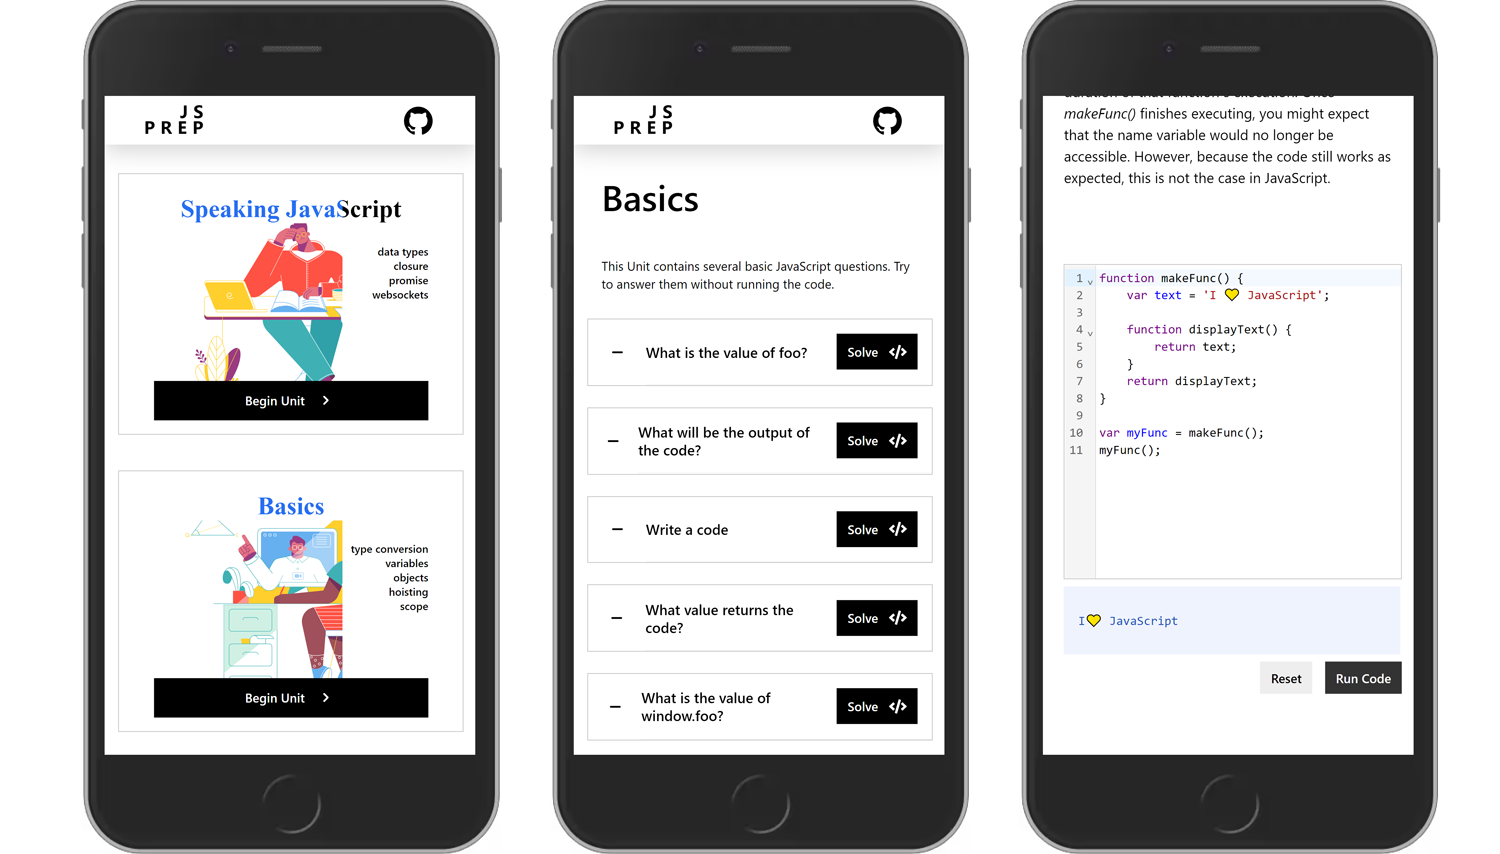 JS
PREP
Speaking JavaScript
data types
closure
promise
websockets
Begin Unit
Basics
type conversion
variables
objects
hoisting
scope
Begin Unit
JS
PREP
Basics
This Unit contains several basic JavaScript questions. Try
to answer them without running the code.
What is the value of foo?
Solve </>
What will be the output of
the code?
Solve </>
Write a code
Solve </>
What value returns the
code?
Solve </>
What is the value of
window.foo?
Solve </>
makeFunc() finishes executing, you might expect
that the name variable would no longer be
accessible. However, because the code still works as
expected, this is not the case in JavaScript.
1 function makeFunc() {
2 var text = 'I 💛 JavaScript';
3
4 function displayText() {
5 return text;
6 }
7 return displayText;
8 }
9
10 var myFunc = makeFunc();
11 myFunc();
I💛 JavaScript
Reset
Run Code